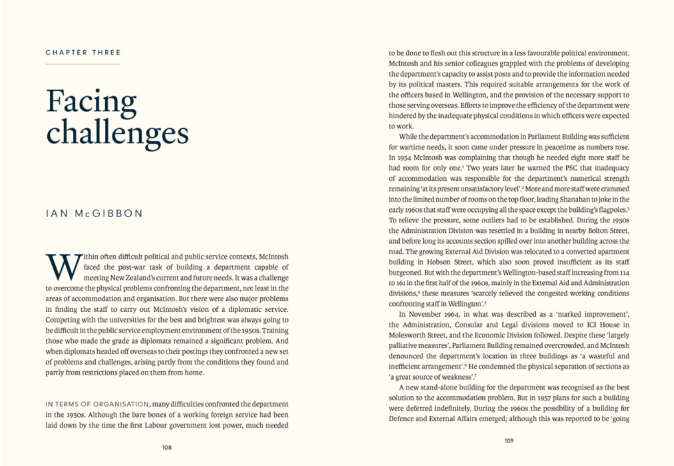 CHAPTER THREE
Facing
challenges
IAN McGIBBON
Within often difficult political and public service contexts, McIntosh
faced the post-war task of building a department capable of
meeting New Zealand's current and future needs. It was a challenge
to overcome the physical problems confronting the department, not least in the
areas of accommodation and organisation. But there were also major problems
in finding the staff to carry out McIntosh's vision of a diplomatic service.
Competing with the universities for the best and brightest was always going to
be difficult in the public service employment environment of the 1950s. Training
those who made the grade as diplomats remained a significant problem. And
when diplomats headed off overseas to their postings they confronted a new set
of problems and challenges, arising partly from the conditions they found and
partly from restrictions placed on them from home.
IN TERMS OF ORGANISATION, many difficulties confronted the department
in the 1950s. Although the bare bones of a working foreign service had been
laid down by the time the first Labour government lost power, much needed
108
to be done to flesh out this structure in a less favourable political environment.
McIntosh and his senior colleagues grappled with the problems of developing
the department's capacity to assist posts and to provide the information needed
by its political masters. This required suitable arrangements for the work of
the officers based in Wellington, and the provision of the necessary support to
those serving overseas. Efforts to improve the efficiency of the department were
hindered by the inadequate physical conditions in which officers were expected
to work.
While the department's accommodation in Parliament Building was sufficient
for wartime needs, it soon came under pressure in peacetime as numbers rose.
In 1954 McIntosh was complaining that though he needed eight more staff he
had room for only one.¹ Two years later he warned the PSC that inadequacy
of accommodation was responsible for the department's numerical strength
remaining 'at its present unsatisfactory level'.² More and more staff were crammed
into the limited number of rooms on the top floor, leading Shanahan to joke in the
early 1960s that staff were occupying all the space except the building's flagpoles.³
To relieve the pressure, some outliers had to be established. During the 1950s
the Administration Division was resettled in a building in nearby Bolton Street,
and before long its accounts section spilled over into another building across the
road. The growing External Aid Division was relocated to a converted apartment
building in Hobson Street, which also soon proved insufficient as its staff
burgeoned. But with the department's Wellington-based staff increasing from 114
to 161 in the first half of the 1960s, mainly in the External Aid and Administration
divisions,⁴ these measures 'scarcely relieved the congested working conditions
confronting staff in Wellington'.⁵
In November 1964, in what was described as a 'marked improvement',
the Administration, Consular and Legal divisions moved to ICI House in
Molesworth Street, and the Economic Division followed. Despite these 'largely
palliative measures', Parliament Building remained overcrowded, and McIntosh
denounced the department's location in three buildings as 'a wasteful and
inefficient arrangement'.⁶ He condemned the physical separation of sections as
'a great source of weakness'.⁷
A new stand-alone building for the department was recognised as the best
solution to the accommodation problem. But in 1957 plans for such a building
were deferred indefinitely. During the 1960s the possibility of a building for
Defence and External Affairs emerged; although this was reported to be 'going
109